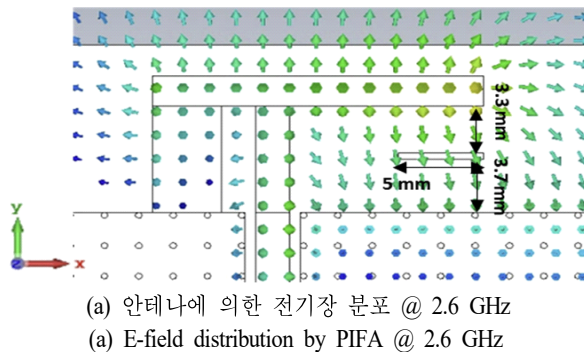 3.3 mm
5 mm
3.7 mm
y
x
(a) 안테나에 의한 전기장 분포 @ 2.6 GHz
(a) E-field distribution by PIFA @ 2.6 GHz